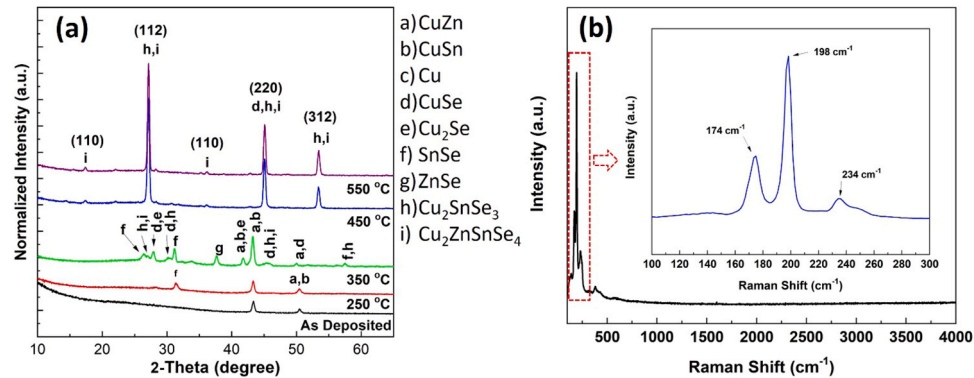 (a)
(112)
h,i
(220)
d,h,i
(312)
h,i
(110)
i
(110)
i
550 °C
450 °C
f
h,i
d,e
d,h
f
g
a,b,e
a,b
d,h,i
a,d
f,h
350 °C
f
a,b
250 °C
As Deposited
Normalized Intensity (a.u.)
10 20 30 40 50 60
2-Theta (degree)
a)CuZn
b)CuSn
c) Cu
d)CuSe
e)Cu₂Se
f) SnSe
g)ZnSe
h)Cu₂SnSe₃
i) Cu₂ZnSnSe₄
(b)
198 cm⁻¹
174 cm⁻¹
234 cm⁻¹
Intensity (a.u.)
100 120 140 160 180 200 220 240 260 280 300
Raman Shift (cm⁻¹)
Intensity (a.u.)
500 1000 1500 2000 2500 3000 3500 4000
Raman Shift (cm⁻¹)